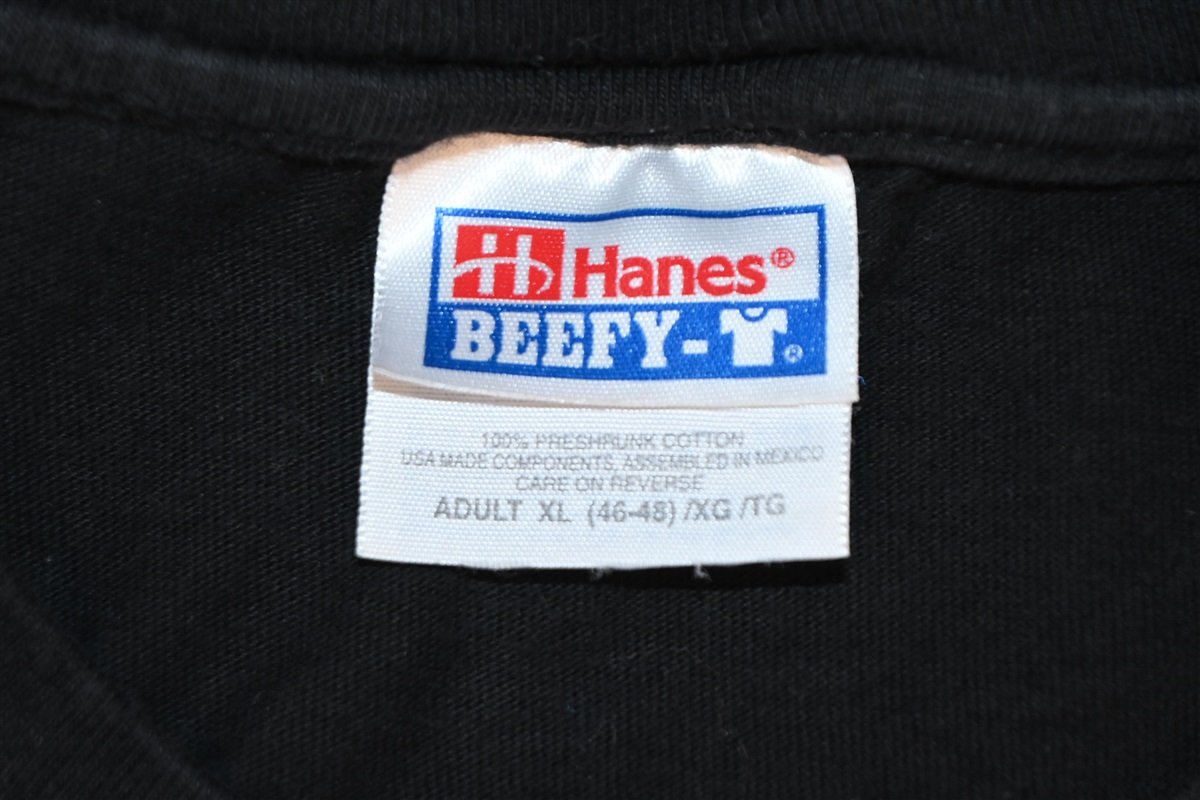 Hanes®
BEEFY-®
100% PRESHRUNK COTTON
USA MADE COMPONENTS, ASSEMBLED IN MEXICO
CARE ON REVERSE
ADULT XL (46-48) /XG /TG